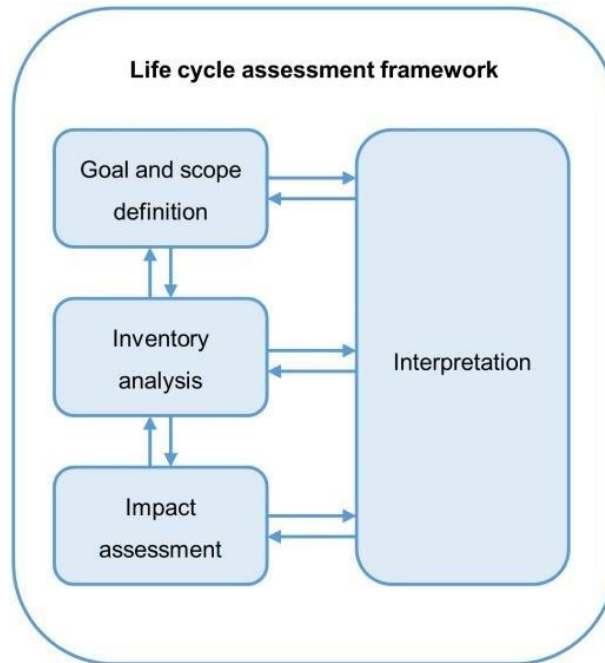 Life cycle assessment framework
Goal and scope
definition
Inventory
analysis
Interpretation
Impact
assessment